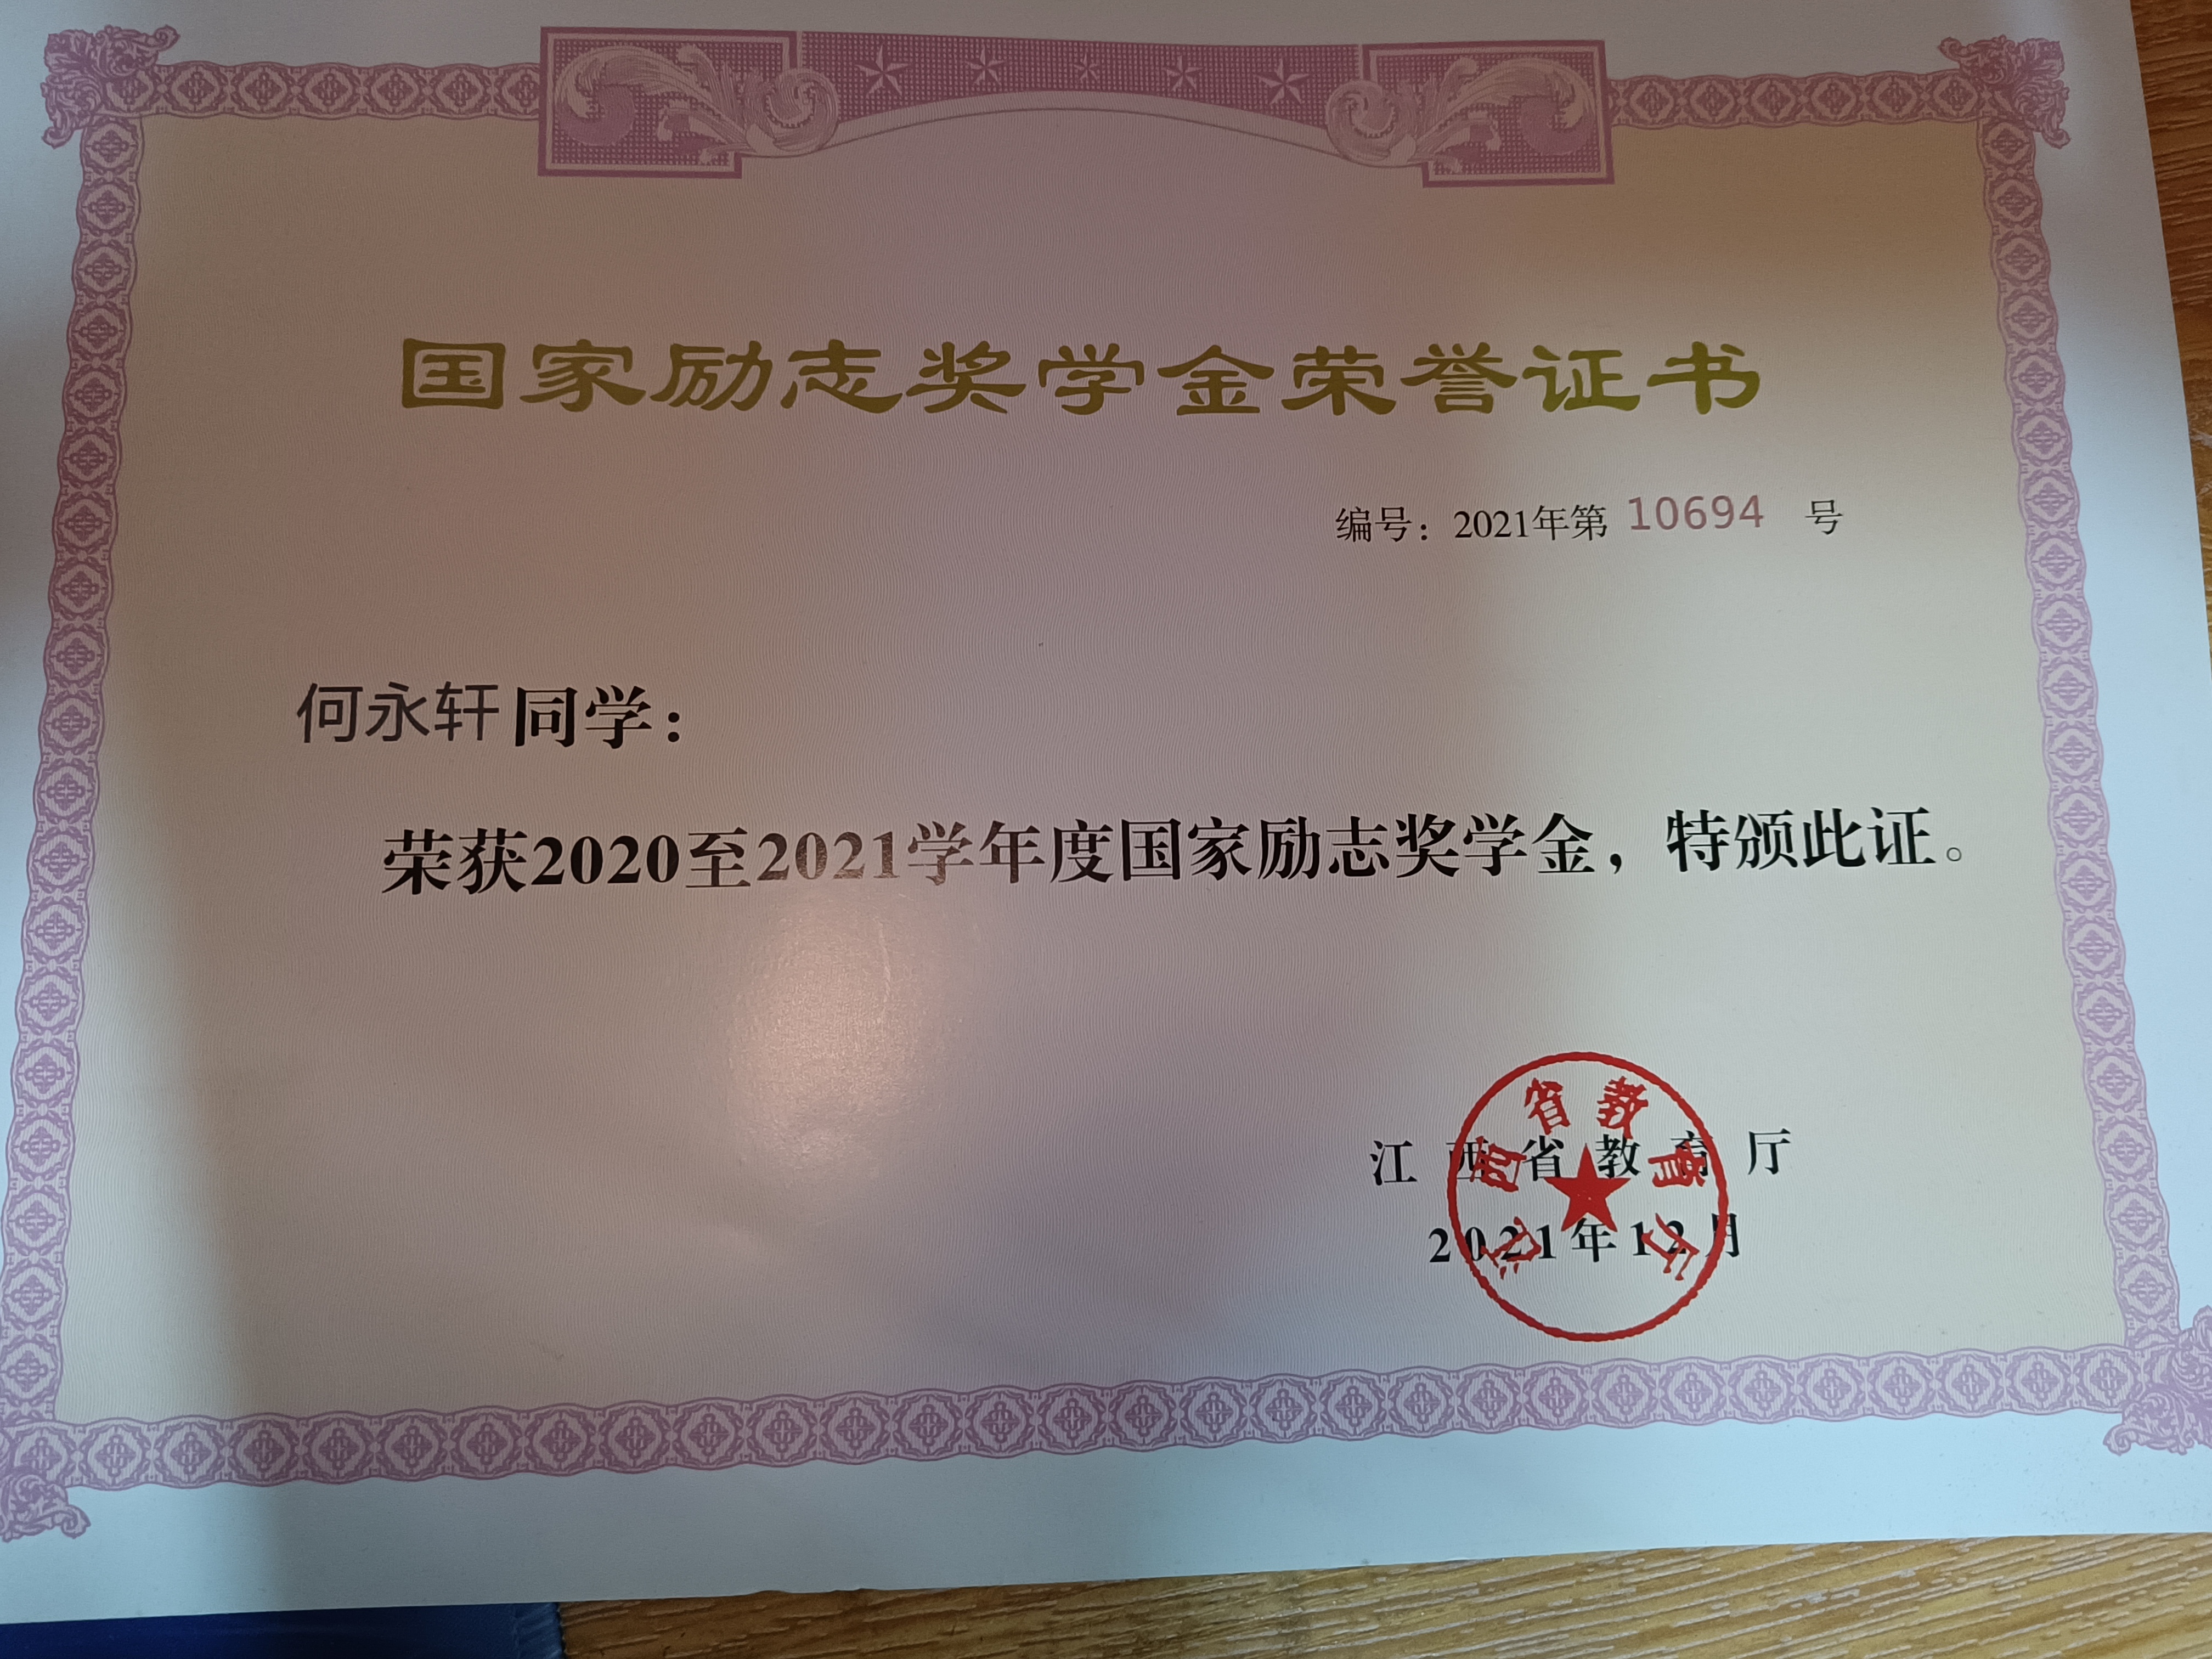 国家励志奖学金荣誉证书
编号：2021年第 10694 号
何永轩同学：
荣获2020至2021学年度国家励志奖学金，特颁此证。
江西省教育厅
2021年12月
江西省教育厅